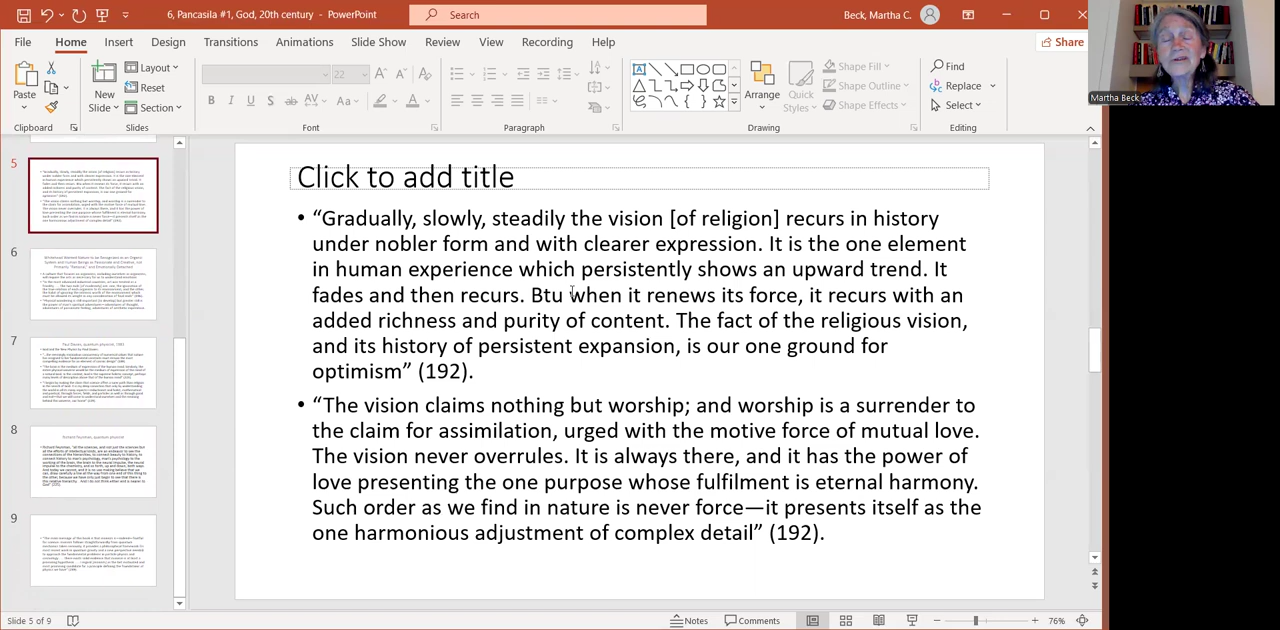 6, Pancasila #1, God, 20th century - PowerPoint
Search
Beck, Martha C.
File Home Insert Design Transitions Animations Slide Show Review View Recording Help
Share
Paste
Clipboard
New
Slide
Layout
Reset
Section
Slides
22
Font
Paragraph
Arrange
Quick
Styles
Drawing
Shape Fill
Shape Outline
Shape Effects
Find
Replace
Select
Editing
Martha Beck
5
6
7
8
9
Click to add title
• “Gradually, slowly, steadily the vision [of religion] recurs in history
under nobler form and with clearer expression. It is the one element
in human experience which persistently shows an upward trend. It
fades and then recurs. Btu when it renews its force, it recurs with an
added richness and purity of content. The fact of the religious vision,
and its history of persistent expansion, is our one ground for
optimism” (192).
• “The vision claims nothing but worship; and worship is a surrender to
the claim for assimilation, urged with the motive force of mutual love.
The vision never overrules. It is always there, and it has the power of
love presenting the one purpose whose fulfilment is eternal harmony.
Such order as we find in nature is never force—it presents itself as the
one harmonious adjustment of complex detail” (192).
Slide 5 of 9
Notes
Comments
76%